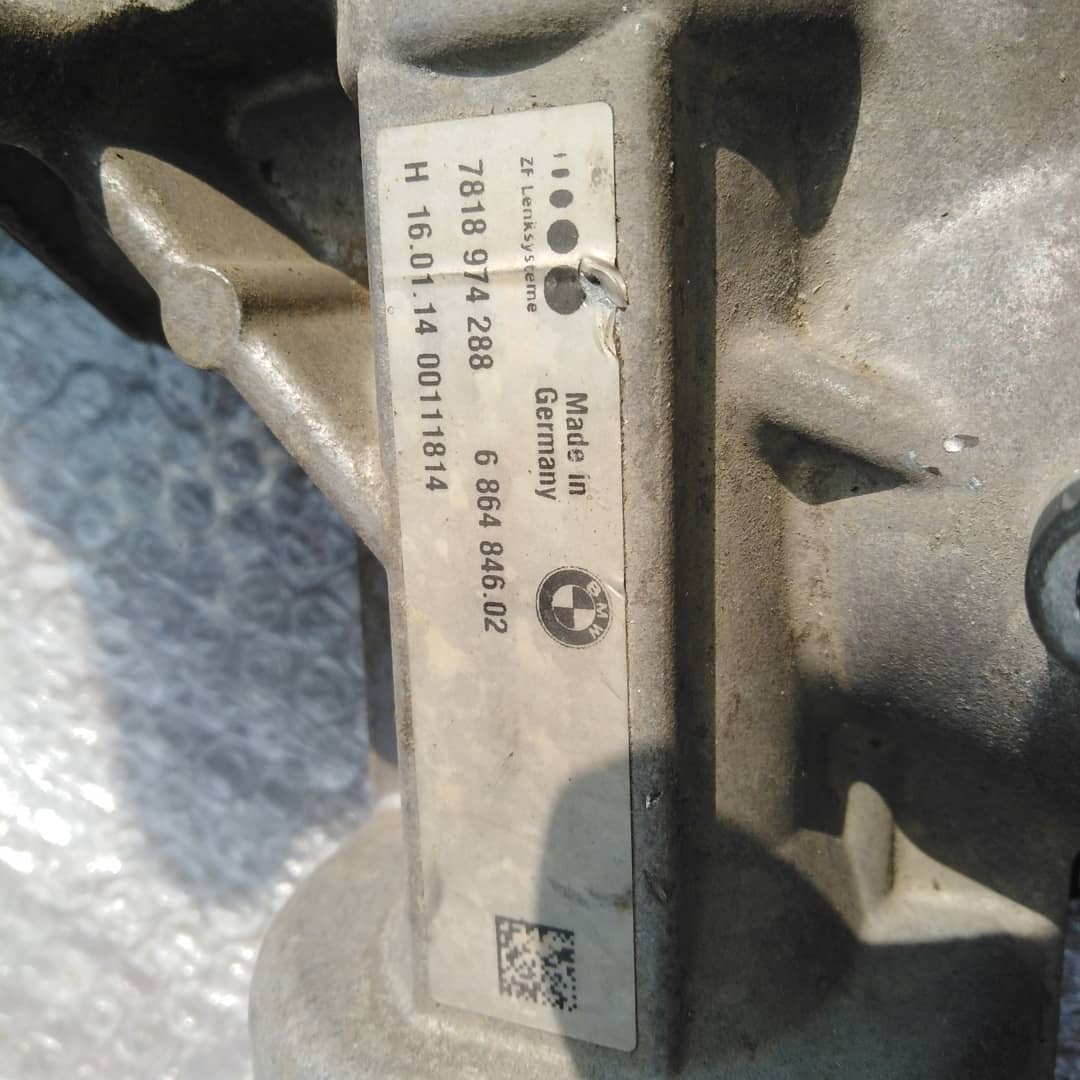 ZF Lenksysteme
Made in
Germany
BMW
7818 974 288 6 864 846.02
H 16.01.14 00111814